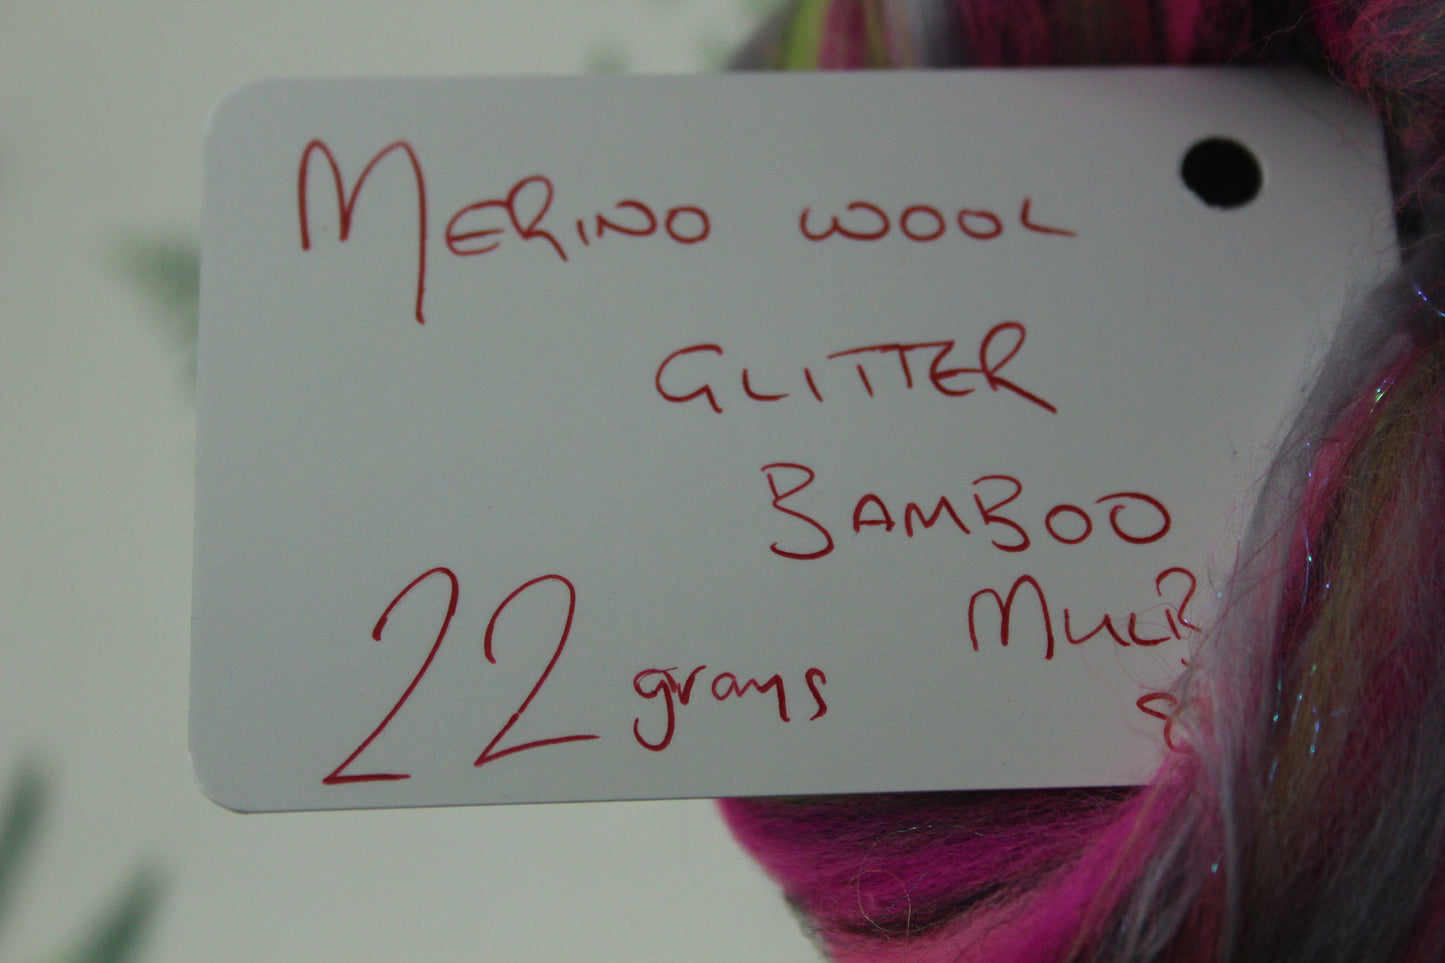 MERINO WOOL
GLITTER
BAMBOO
22 grams